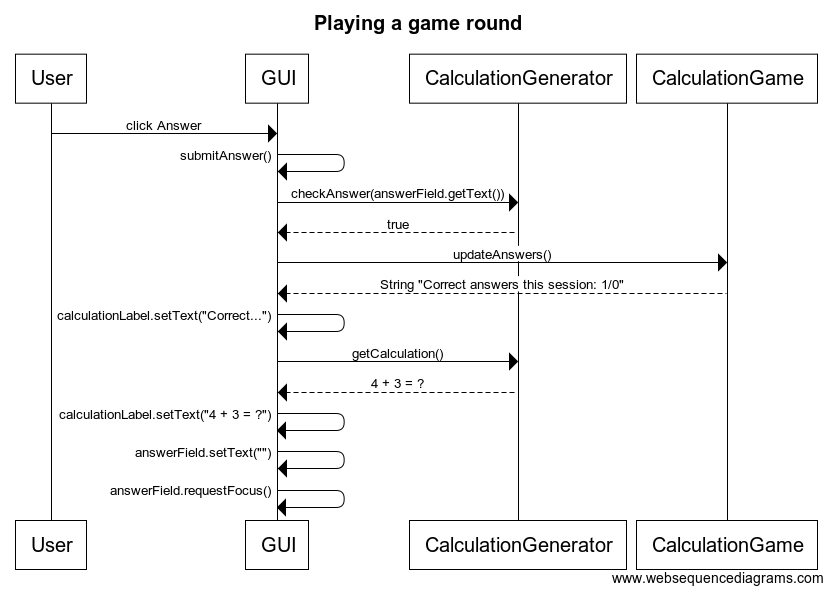 Playing a game round
User
GUI
CalculationGenerator
CalculationGame
click Answer
submitAnswer()
checkAnswer(answerField.getText())
true
updateAnswers()
String "Correct answers this session: 1/0"
calculationLabel.setText("Correct...")
getCalculation()
4 + 3 = ?
calculationLabel.setText("4 + 3 = ?")
answerField.setText("")
answerField.requestFocus()
User
GUI
CalculationGenerator
CalculationGame
www.websequencediagrams.com